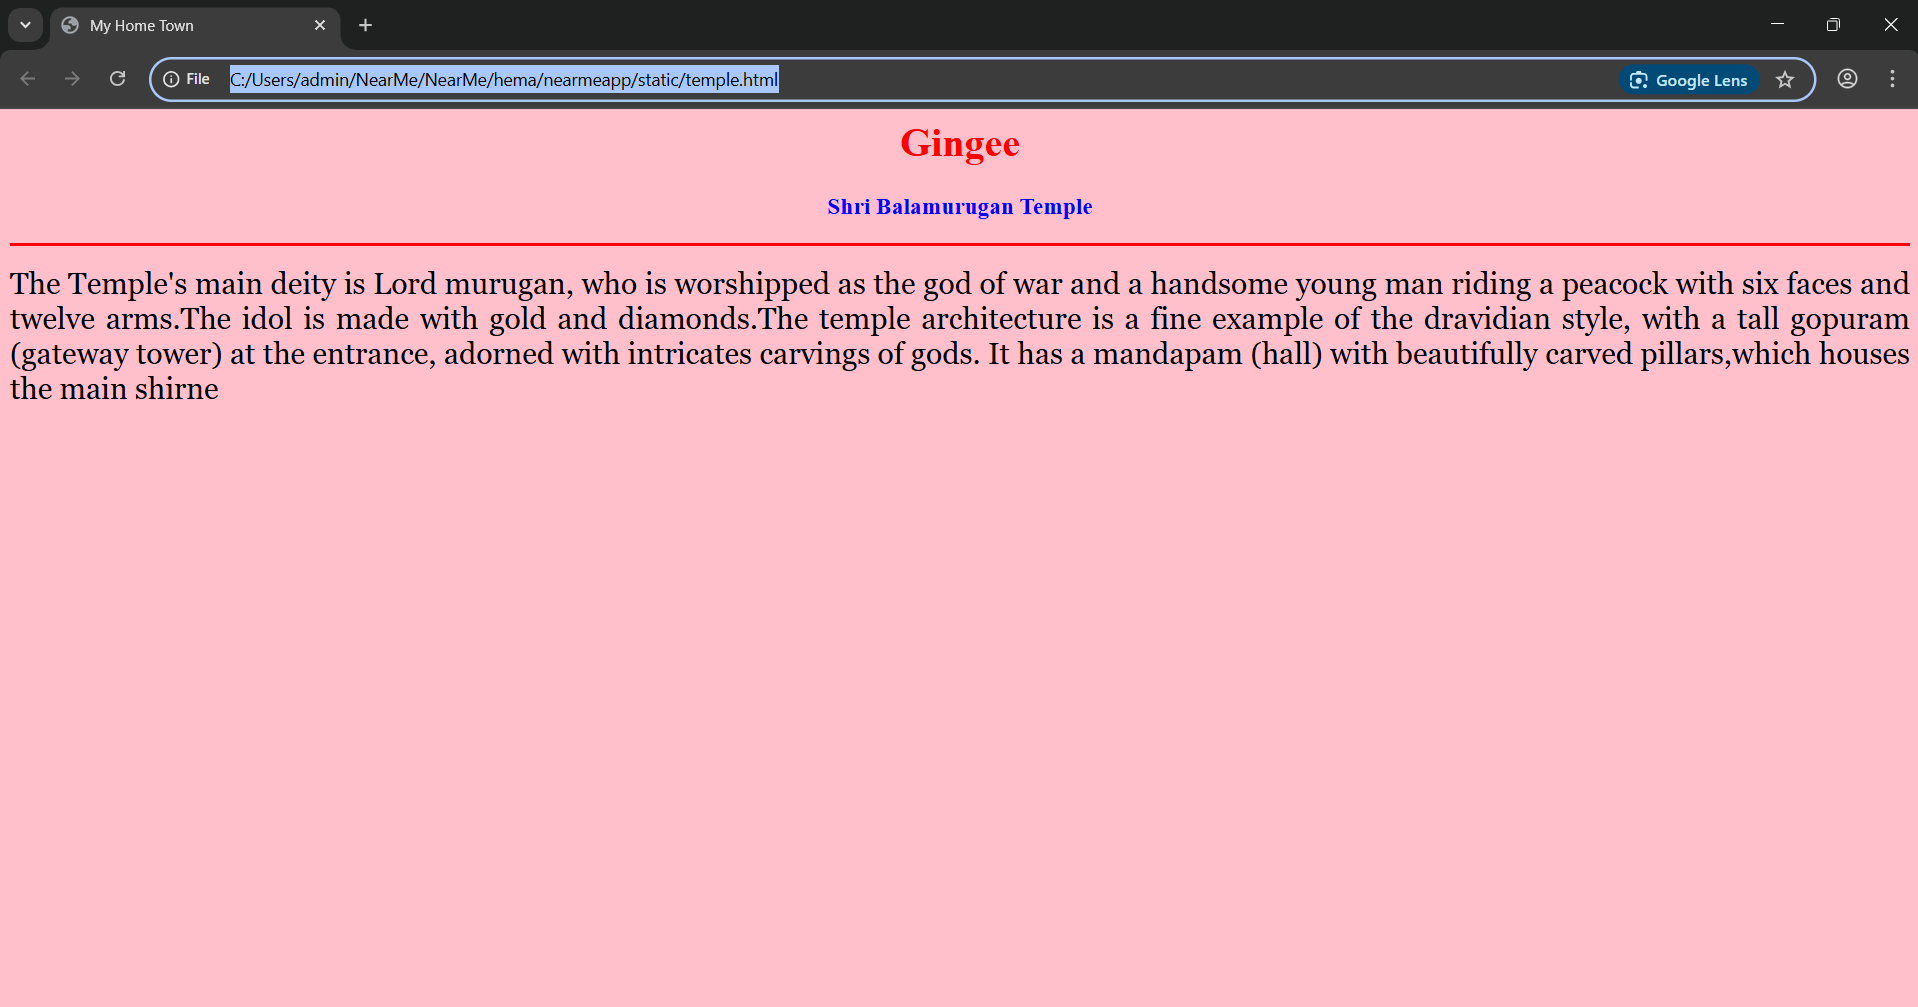 My Home Town
File
C:/Users/admin/NearMe/NearMe/hema/nearmeapp/static/temple.html
Google Lens
Gingee
Shri Balamurugan Temple
The Temple's main deity is Lord murugan, who is worshipped as the god of war and a handsome young man riding a peacock with six faces and
twelve arms.The idol is made with gold and diamonds.The temple architecture is a fine example of the dravidian style, with a tall gopuram
(gateway tower) at the entrance, adorned with intricates carvings of gods. It has a mandapam (hall) with beautifully carved pillars,which houses
the main shirne